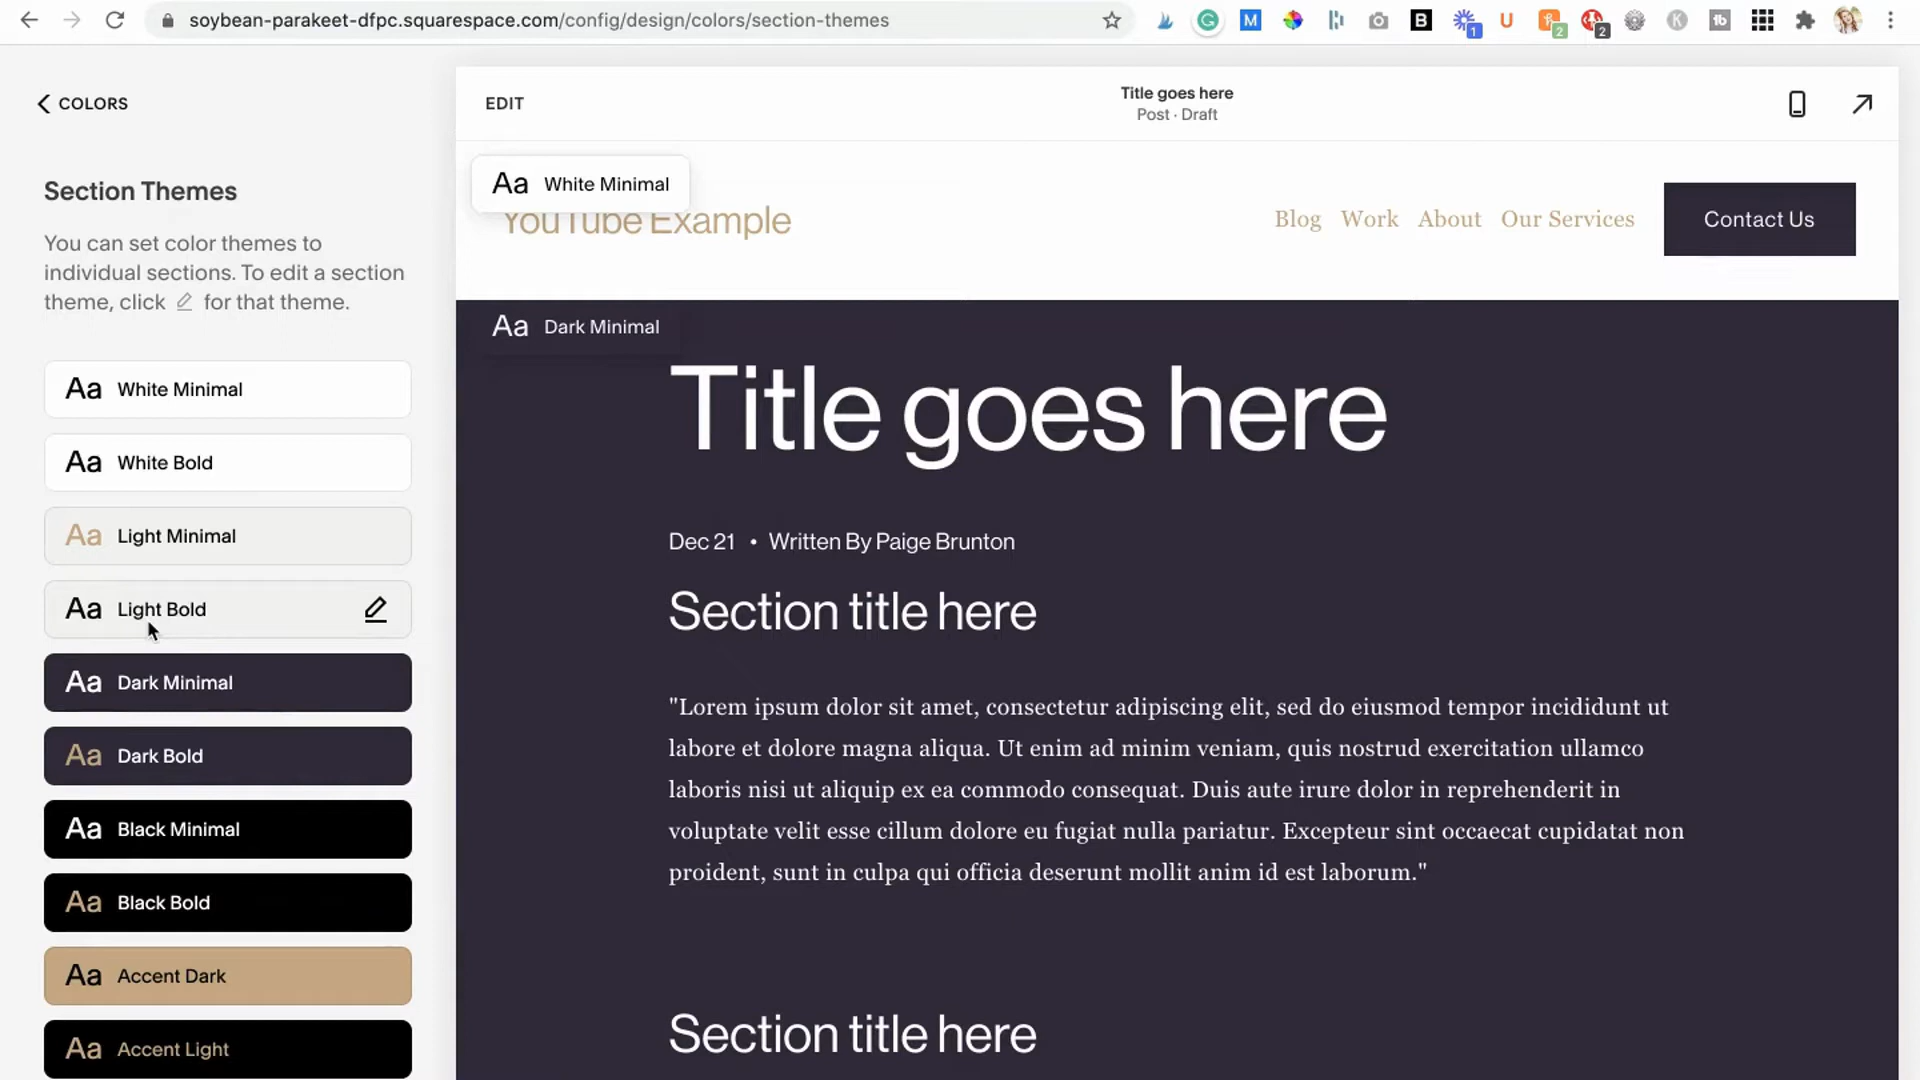 soybean-parakeet-dfpc.squarespace.com/config/design/colors/section-themes
COLORS
Section Themes
You can set color themes to
individual sections. To edit a section
theme, click for that theme.
Aa White Minimal
Aa White Bold
Aa Light Minimal
Aa Light Bold
Aa Dark Minimal
Aa Dark Bold
Aa Black Minimal
Aa Black Bold
Aa Accent Dark
Aa Accent Light
EDIT
Title goes here
Post · Draft
Aa White Minimal
YouTube Example
Blog Work About Our Services
Contact Us
Aa Dark Minimal
Title goes here
Dec 21 • Written By Paige Brunton
Section title here
"Lorem ipsum dolor sit amet, consectetur adipiscing elit, sed do eiusmod tempor incididunt ut
labore et dolore magna aliqua. Ut enim ad minim veniam, quis nostrud exercitation ullamco
laboris nisi ut aliquip ex ea commodo consequat. Duis aute irure dolor in reprehenderit in
voluptate velit esse cillum dolore eu fugiat nulla pariatur. Excepteur sint occaecat cupidatat non
proident, sunt in culpa qui officia deserunt mollit anim id est laborum."
Section title here